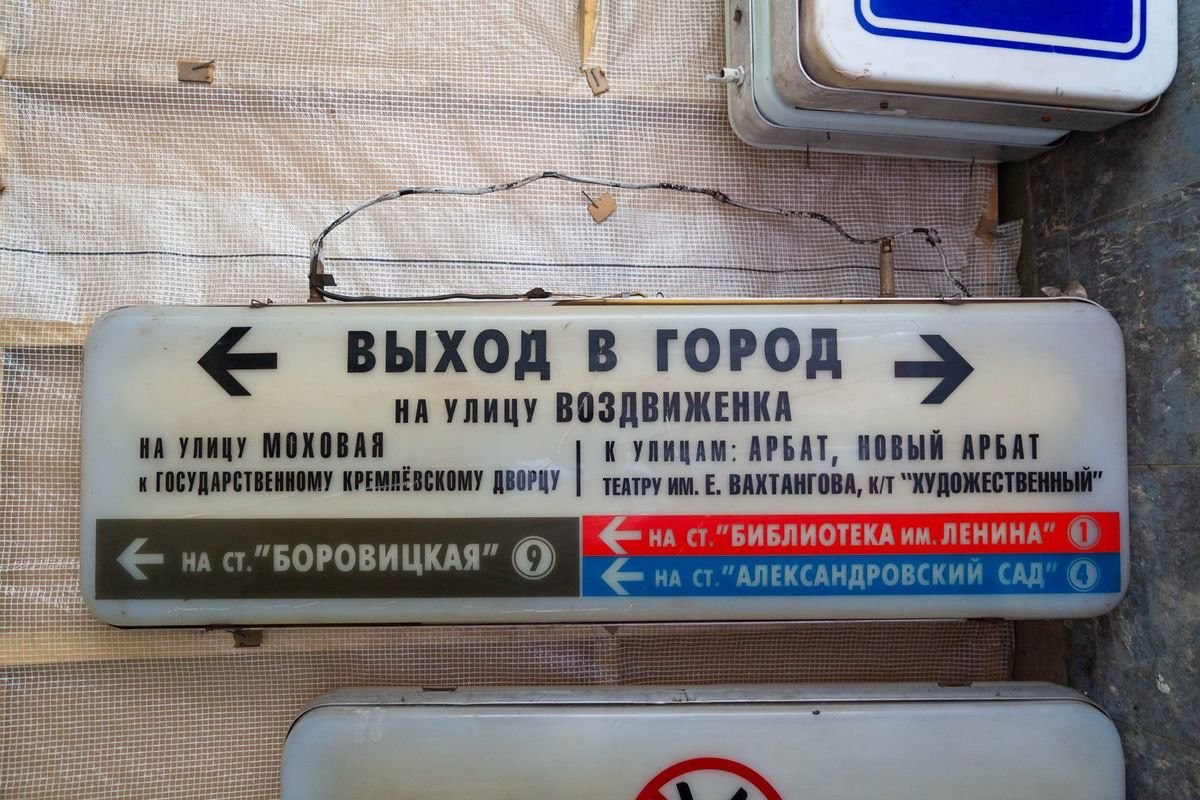 ← ВЫХОД В ГОРОД →
НА УЛИЦУ ВОЗДВИЖЕНКА
НА УЛИЦУ МОХОВАЯ
К ГОСУДАРСТВЕННОМУ КРЕМЛЁВСКОМУ ДВОРЦУ
К УЛИЦАМ: АРБАТ, НОВЫЙ АРБАТ
ТЕАТРУ ИМ. Е. ВАХТАНГОВА, К/Т "ХУДОЖЕСТВЕННЫЙ"
← НА СТ. "БОРОВИЦКАЯ" 9
← НА СТ. "БИБЛИОТЕКА ИМ. ЛЕНИНА" 1
← НА СТ. "АЛЕКСАНДРОВСКИЙ САД" 4